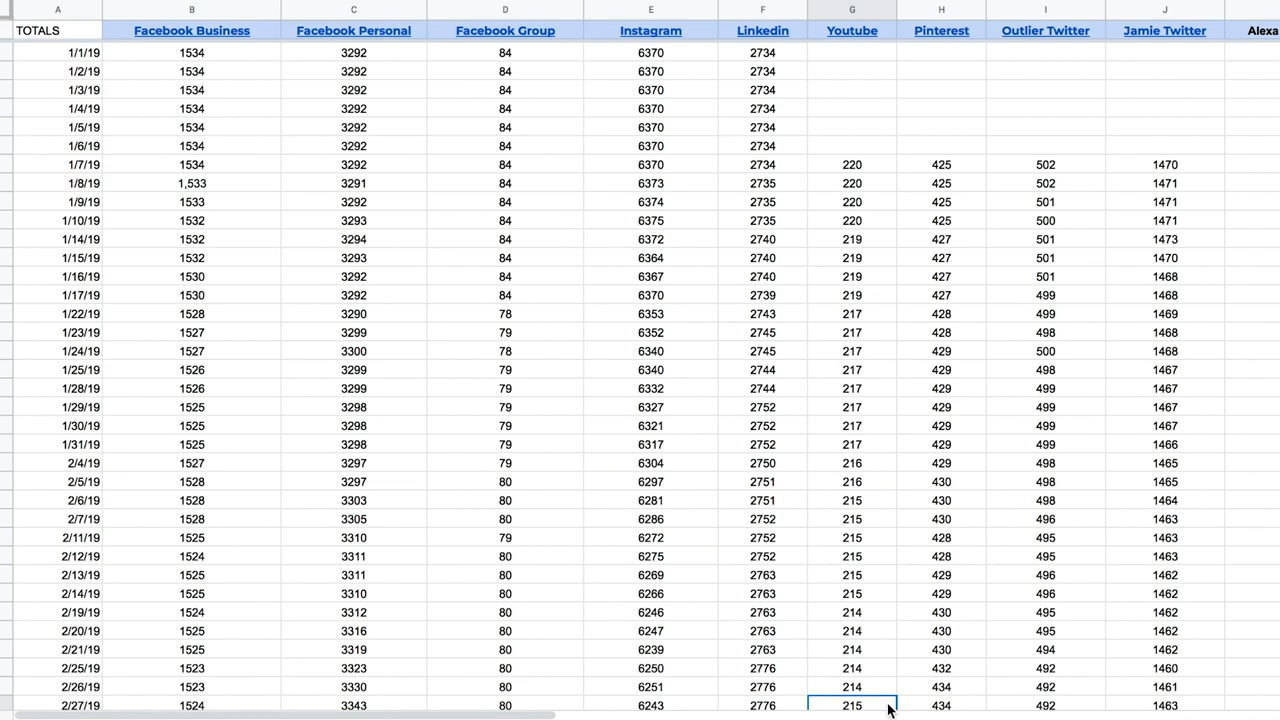 A B C D E F G H I J
TOTALS Facebook Business Facebook Personal Facebook Group Instagram Linkedin Youtube Pinterest Outlier Twitter Jamie Twitter Alexa
1/1/19 1534 3292 84 6370 2734
1/2/19 1534 3292 84 6370 2734
1/3/19 1534 3292 84 6370 2734
1/4/19 1534 3292 84 6370 2734
1/5/19 1534 3292 84 6370 2734
1/6/19 1534 3292 84 6370 2734
1/7/19 1534 3292 84 6370 2734 220 425 502 1470
1/8/19 1,533 3291 84 6373 2735 220 425 502 1471
1/9/19 1533 3292 84 6374 2735 220 425 501 1471
1/10/19 1532 3293 84 6375 2735 220 425 500 1471
1/14/19 1532 3294 84 6372 2740 219 427 501 1473
1/15/19 1532 3293 84 6364 2740 219 427 501 1470
1/16/19 1530 3292 84 6367 2740 219 427 501 1468
1/17/19 1530 3292 84 6370 2739 219 427 499 1468
1/22/19 1528 3290 78 6353 2743 217 428 499 1469
1/23/19 1527 3299 79 6352 2745 217 428 498 1468
1/24/19 1527 3300 78 6340 2745 217 429 500 1468
1/25/19 1526 3299 79 6340 2744 217 429 498 1467
1/28/19 1526 3299 79 6332 2744 217 429 499 1467
1/29/19 1525 3298 79 6327 2752 217 429 499 1467
1/30/19 1525 3298 79 6321 2752 217 429 499 1467
1/31/19 1525 3298 79 6317 2752 217 429 499 1466
2/4/19 1527 3297 79 6304 2750 216 429 498 1465
2/5/19 1528 3297 80 6297 2751 216 430 498 1465
2/6/19 1528 3303 80 6281 2751 215 430 498 1464
2/7/19 1528 3305 80 6286 2752 215 430 496 1463
2/11/19 1525 3310 79 6272 2752 215 428 495 1463
2/12/19 1524 3311 80 6275 2752 215 428 495 1463
2/13/19 1525 3311 80 6269 2763 215 429 496 1462
2/14/19 1525 3310 80 6266 2763 215 429 496 1462
2/19/19 1524 3312 80 6246 2763 214 430 495 1462
2/20/19 1525 3316 80 6247 2763 214 430 495 1462
2/21/19 1525 3319 80 6239 2763 214 430 494 1462
2/25/19 1523 3323 80 6250 2776 214 432 492 1460
2/26/19 1523 3330 80 6251 2776 214 434 492 1461
2/27/19 1524 3343 80 6243 2776 215 434 492 1463